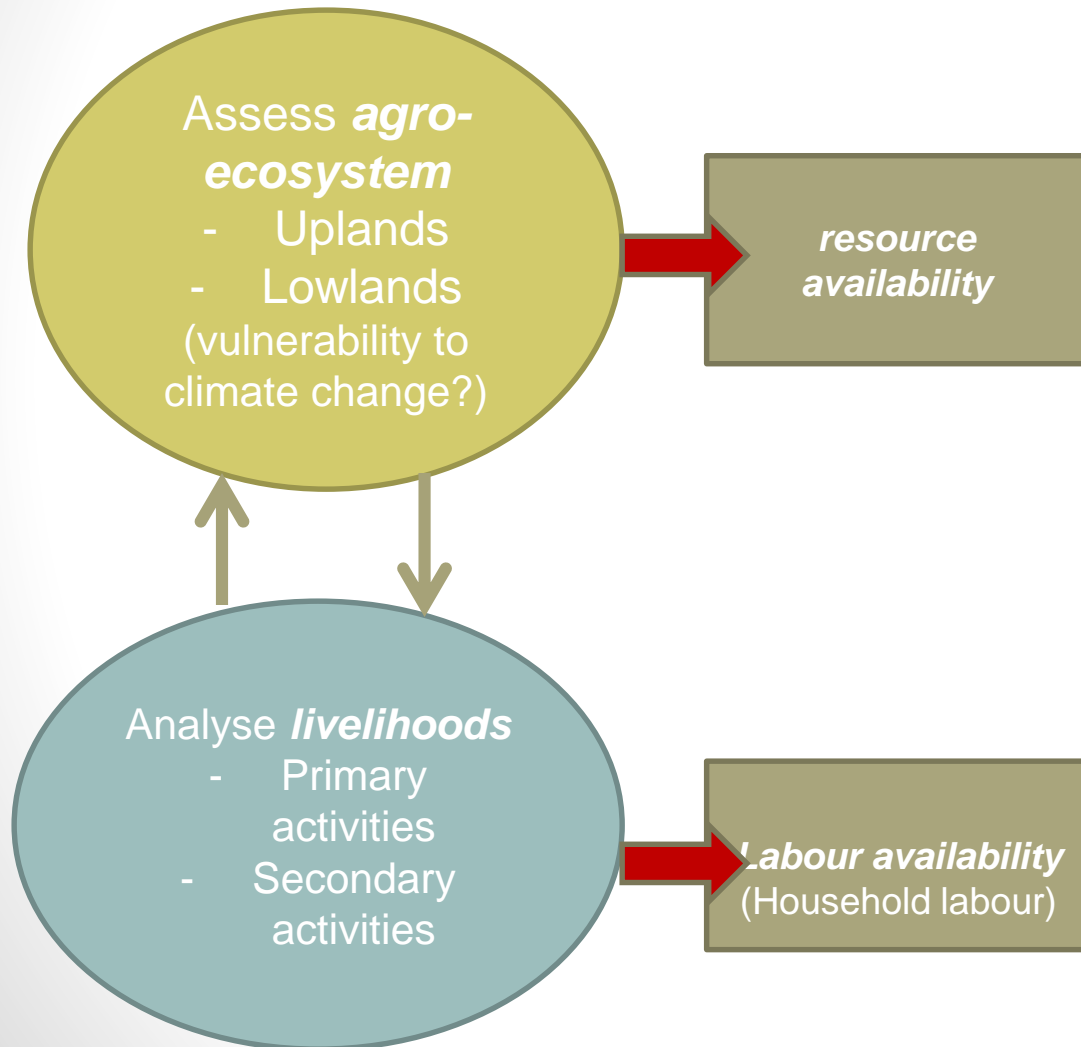 Assess agro-
ecosystem
- Uplands
- Lowlands
(vulnerability to
climate change?)
resource
availability
Analyse livelihoods
- Primary
activities
- Secondary
activities
Labour availability
(Household labour)